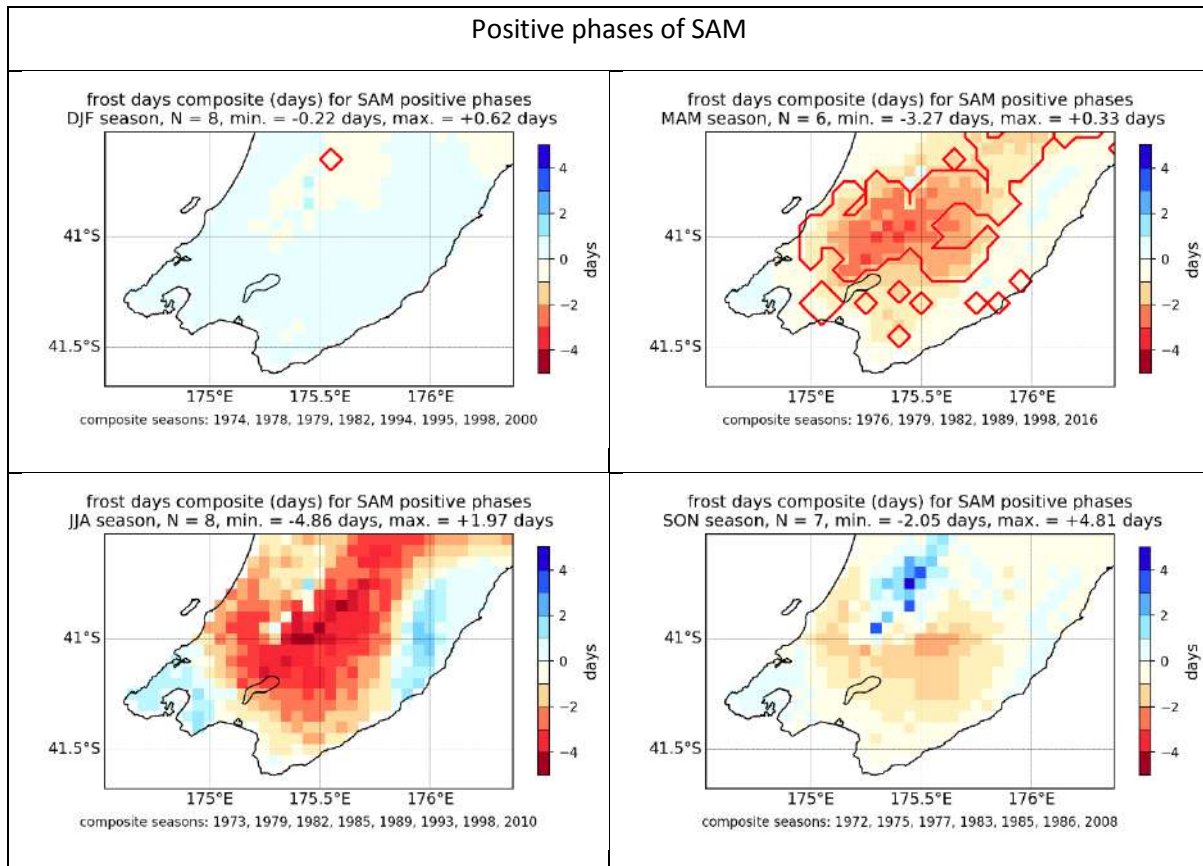 Positive phases of SAM
frost days composite (days) for SAM positive phases
DJF season, N = 8, min. = -0.22 days, max. = +0.62 days
4
2
0
−2
−4
days
41°S
41.5°S
175°E
175.5°E
176°E
composite seasons: 1974, 1978, 1979, 1982, 1994, 1995, 1998, 2000
frost days composite (days) for SAM positive phases
MAM season, N = 6, min. = -3.27 days, max. = +0.33 days
4
2
0
−2
−4
days
41°S
41.5°S
175°E
175.5°E
176°E
composite seasons: 1976, 1979, 1982, 1989, 1998, 2016
frost days composite (days) for SAM positive phases
JJA season, N = 8, min. = -4.86 days, max. = +1.97 days
4
2
0
−2
−4
days
41°S
41.5°S
175°E
175.5°E
176°E
composite seasons: 1973, 1979, 1982, 1985, 1989, 1993, 1998, 2010
frost days composite (days) for SAM positive phases
SON season, N = 7, min. = -2.05 days, max. = +4.81 days
4
2
0
−2
−4
days
41°S
41.5°S
175°E
175.5°E
176°E
composite seasons: 1972, 1975, 1977, 1983, 1985, 1986, 2008